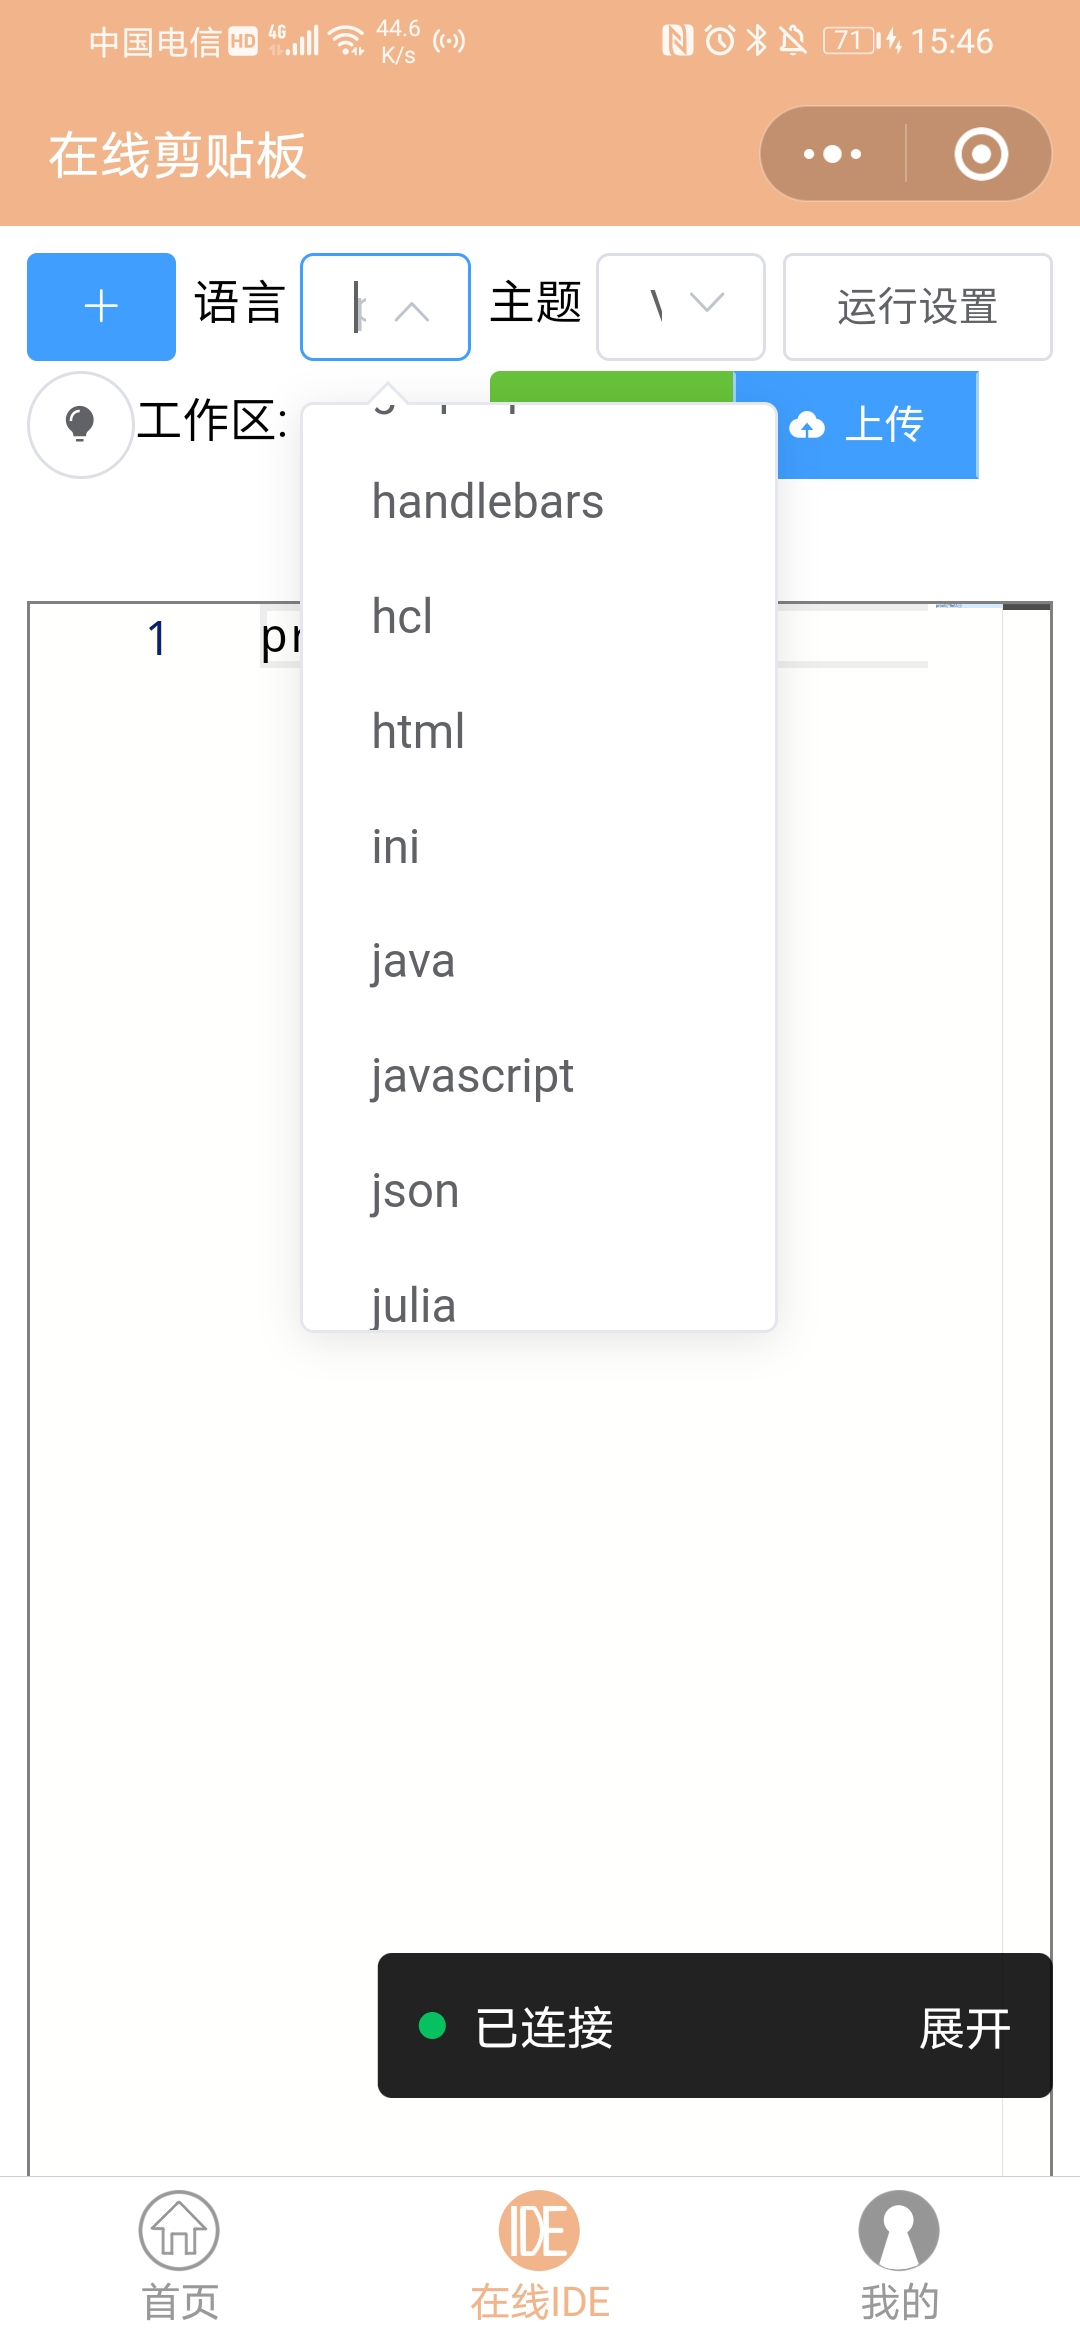 中国电信 HD 4G 44.6 K/s 71 15:46
在线剪贴板
语言 主题 运行设置
工作区: 上传
handlebars
hcl
html
ini
java
javascript
json
julia
1 pr
已连接 展开
IDE
首页 在线IDE 我的